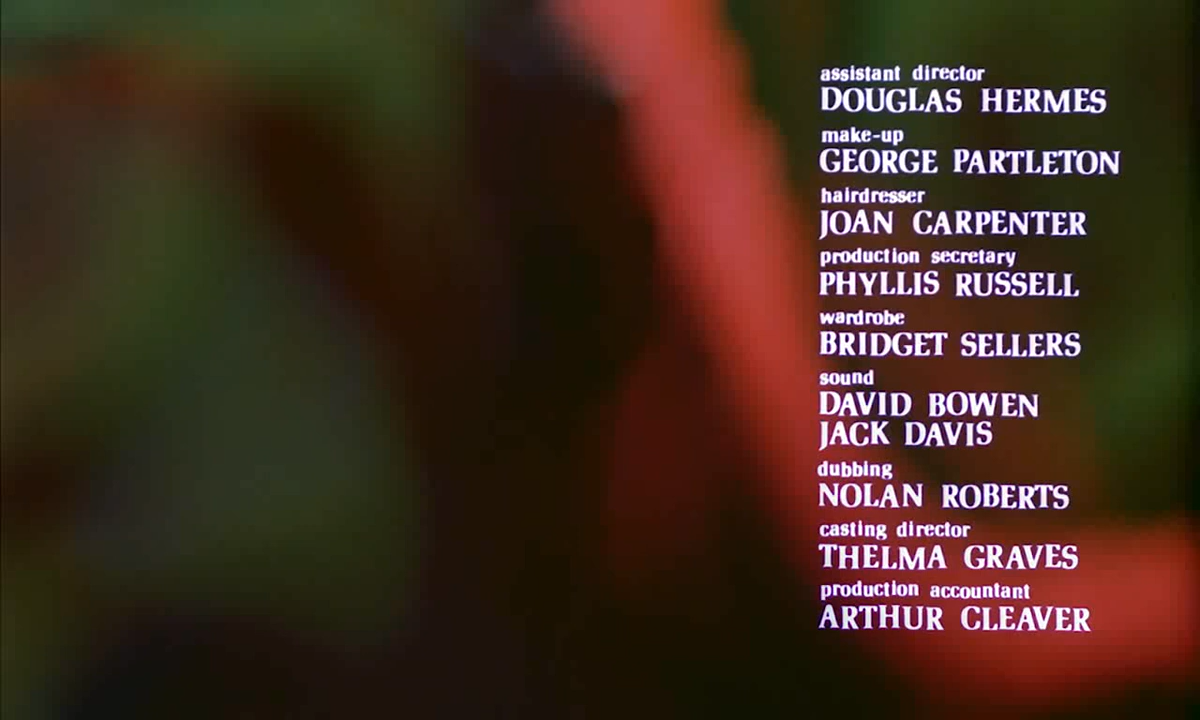 assistant director
DOUGLAS HERMES
make-up
GEORGE PARTLETON
hairdresser
JOAN CARPENTER
production secretary
PHYLLIS RUSSELL
wardrobe
BRIDGET SELLERS
sound
DAVID BOWEN
JACK DAVIS
dubbing
NOLAN ROBERTS
casting director
THELMA GRAVES
production accountant
ARTHUR CLEAVER